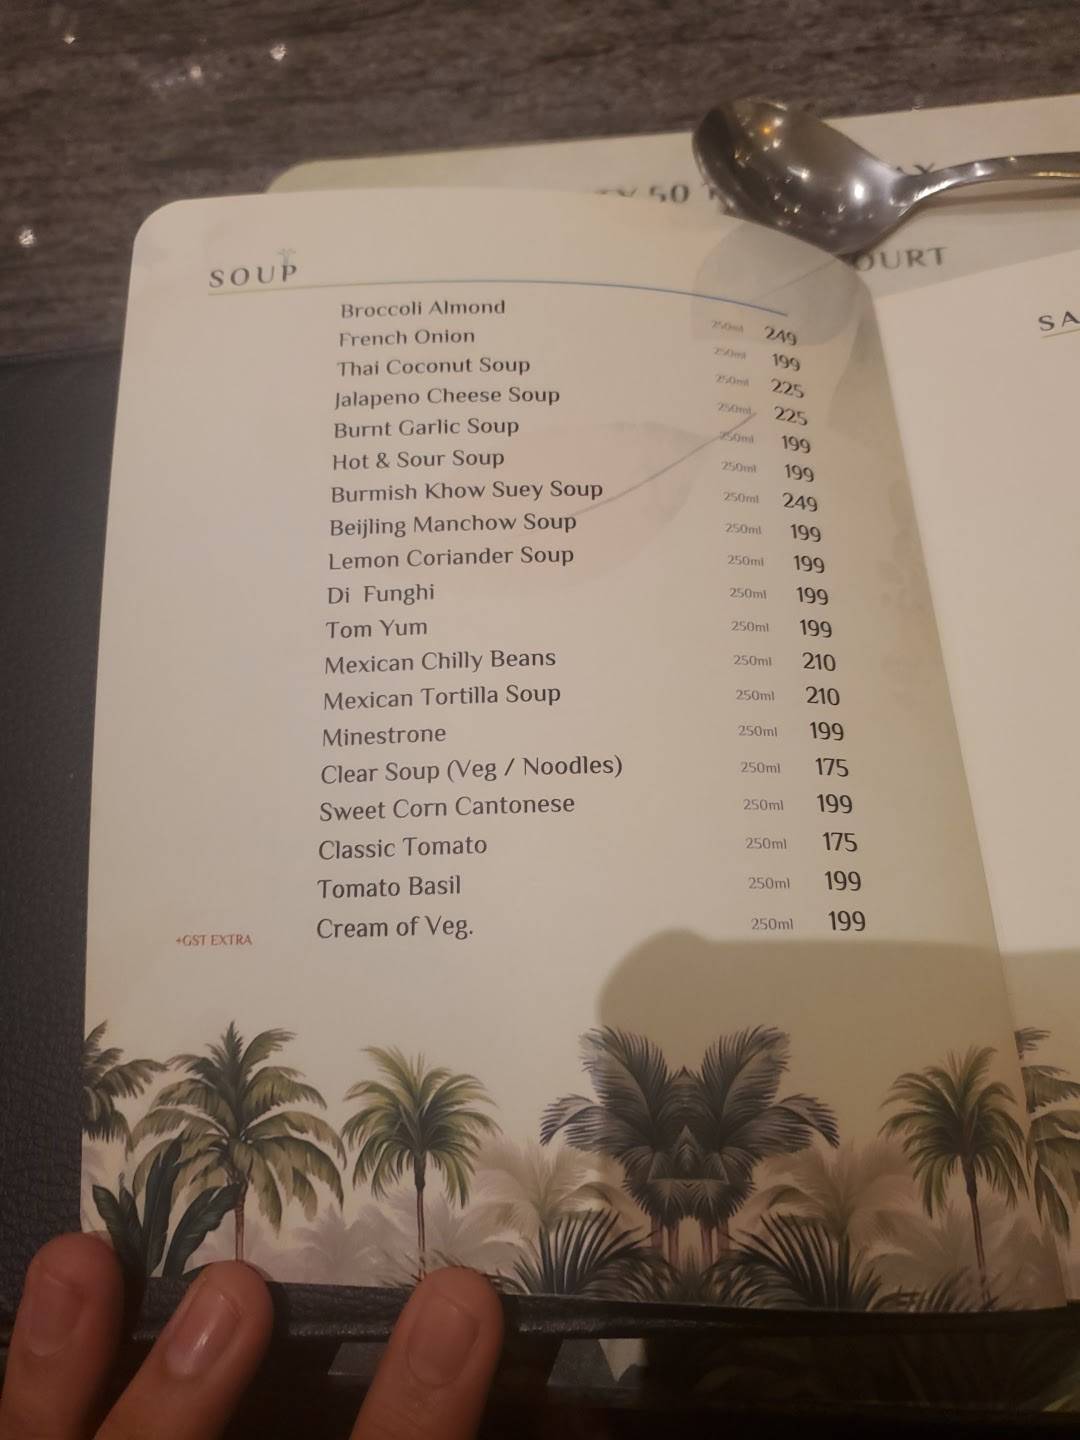 50
OURT
SOUP
SA
Broccoli Almond 250ml 249
French Onion 250ml 199
Thai Coconut Soup 250ml 225
Jalapeno Cheese Soup 250ml 225
Burnt Garlic Soup 250ml 199
Hot & Sour Soup 250ml 199
Burmish Khow Suey Soup 250ml 249
Beijling Manchow Soup 250ml 199
Lemon Coriander Soup 250ml 199
Di Funghi 250ml 199
Tom Yum 250ml 199
Mexican Chilly Beans 250ml 210
Mexican Tortilla Soup 250ml 210
Minestrone 250ml 199
Clear Soup (Veg / Noodles) 250ml 175
Sweet Corn Cantonese 250ml 199
Classic Tomato 250ml 175
Tomato Basil 250ml 199
Cream of Veg. 250ml 199
+GST EXTRA